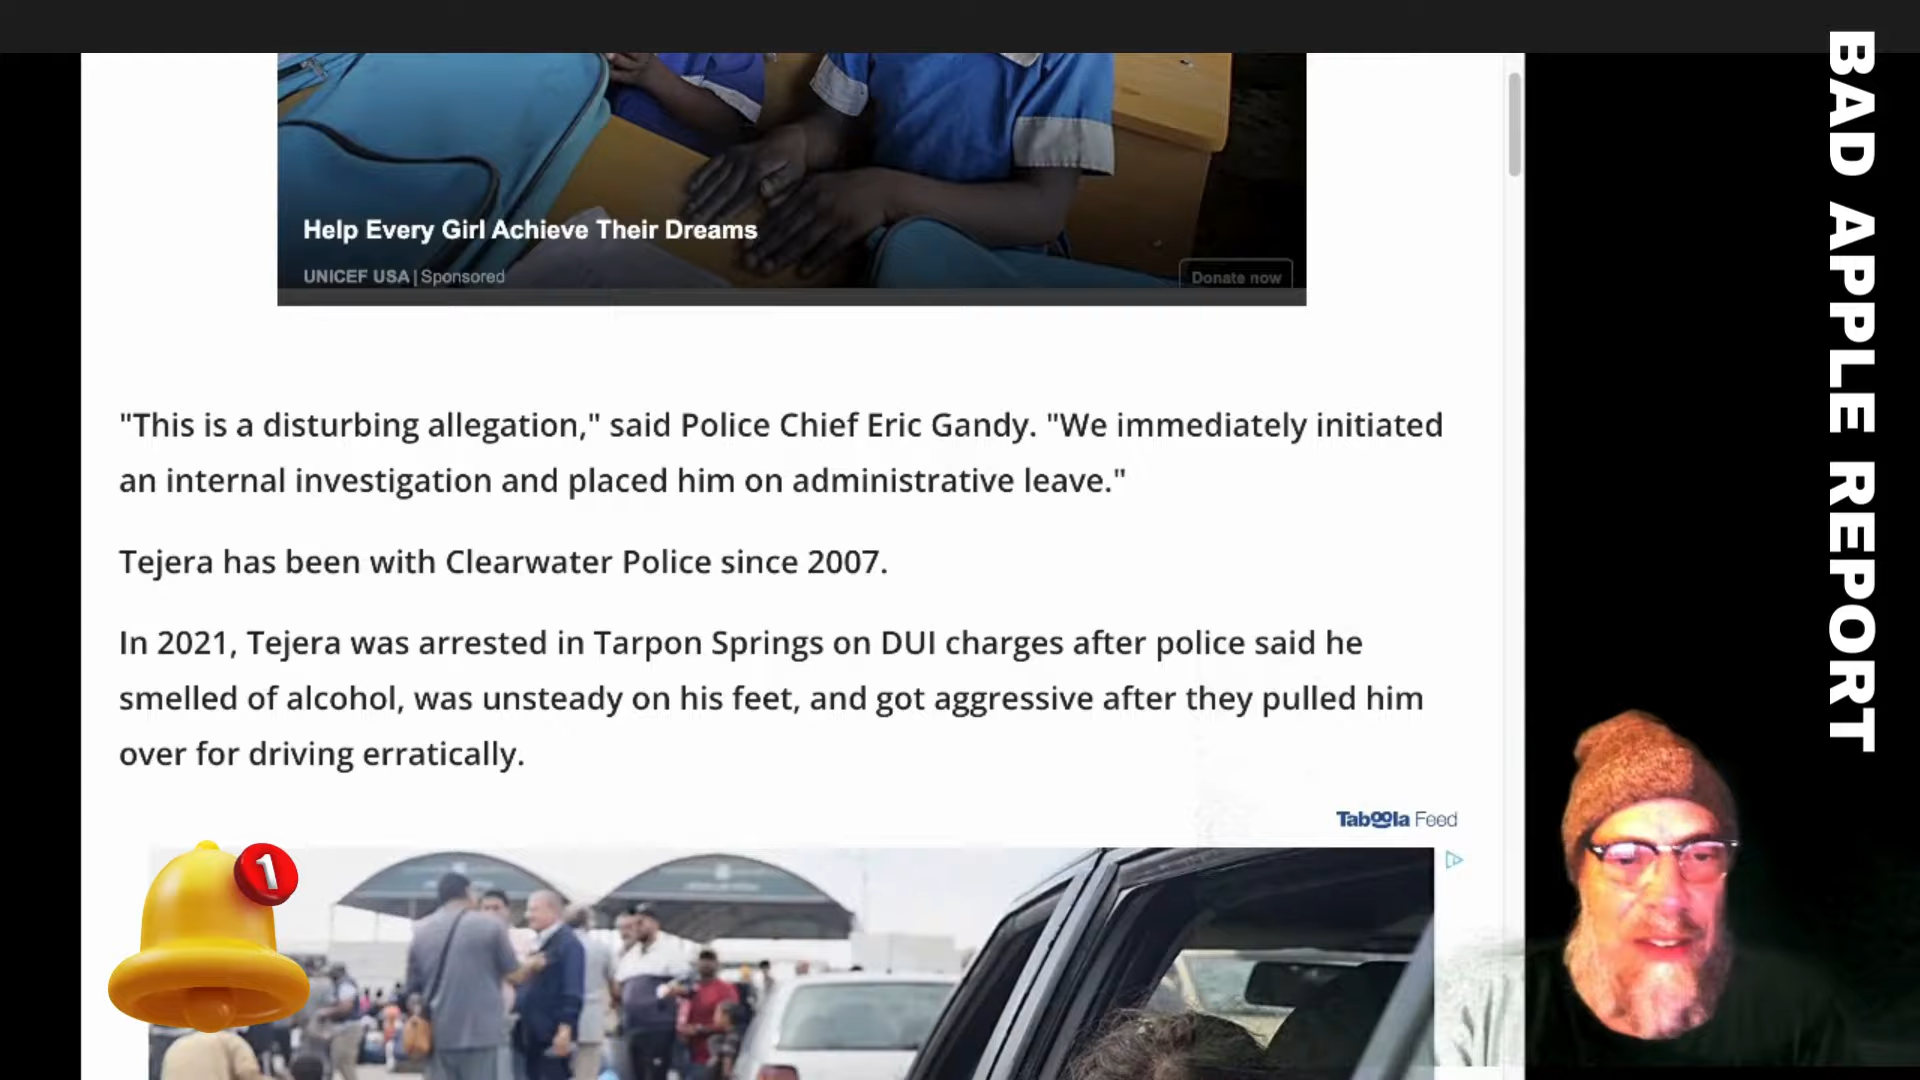 Help Every Girl Achieve Their Dreams
UNICEF USA | Sponsored
Donate now
"This is a disturbing allegation," said Police Chief Eric Gandy. "We immediately initiated
an internal investigation and placed him on administrative leave."
Tejera has been with Clearwater Police since 2007.
In 2021, Tejera was arrested in Tarpon Springs on DUI charges after police said he
smelled of alcohol, was unsteady on his feet, and got aggressive after they pulled him
over for driving erratically.
Taboola Feed
1
BAD APPLE REPORT